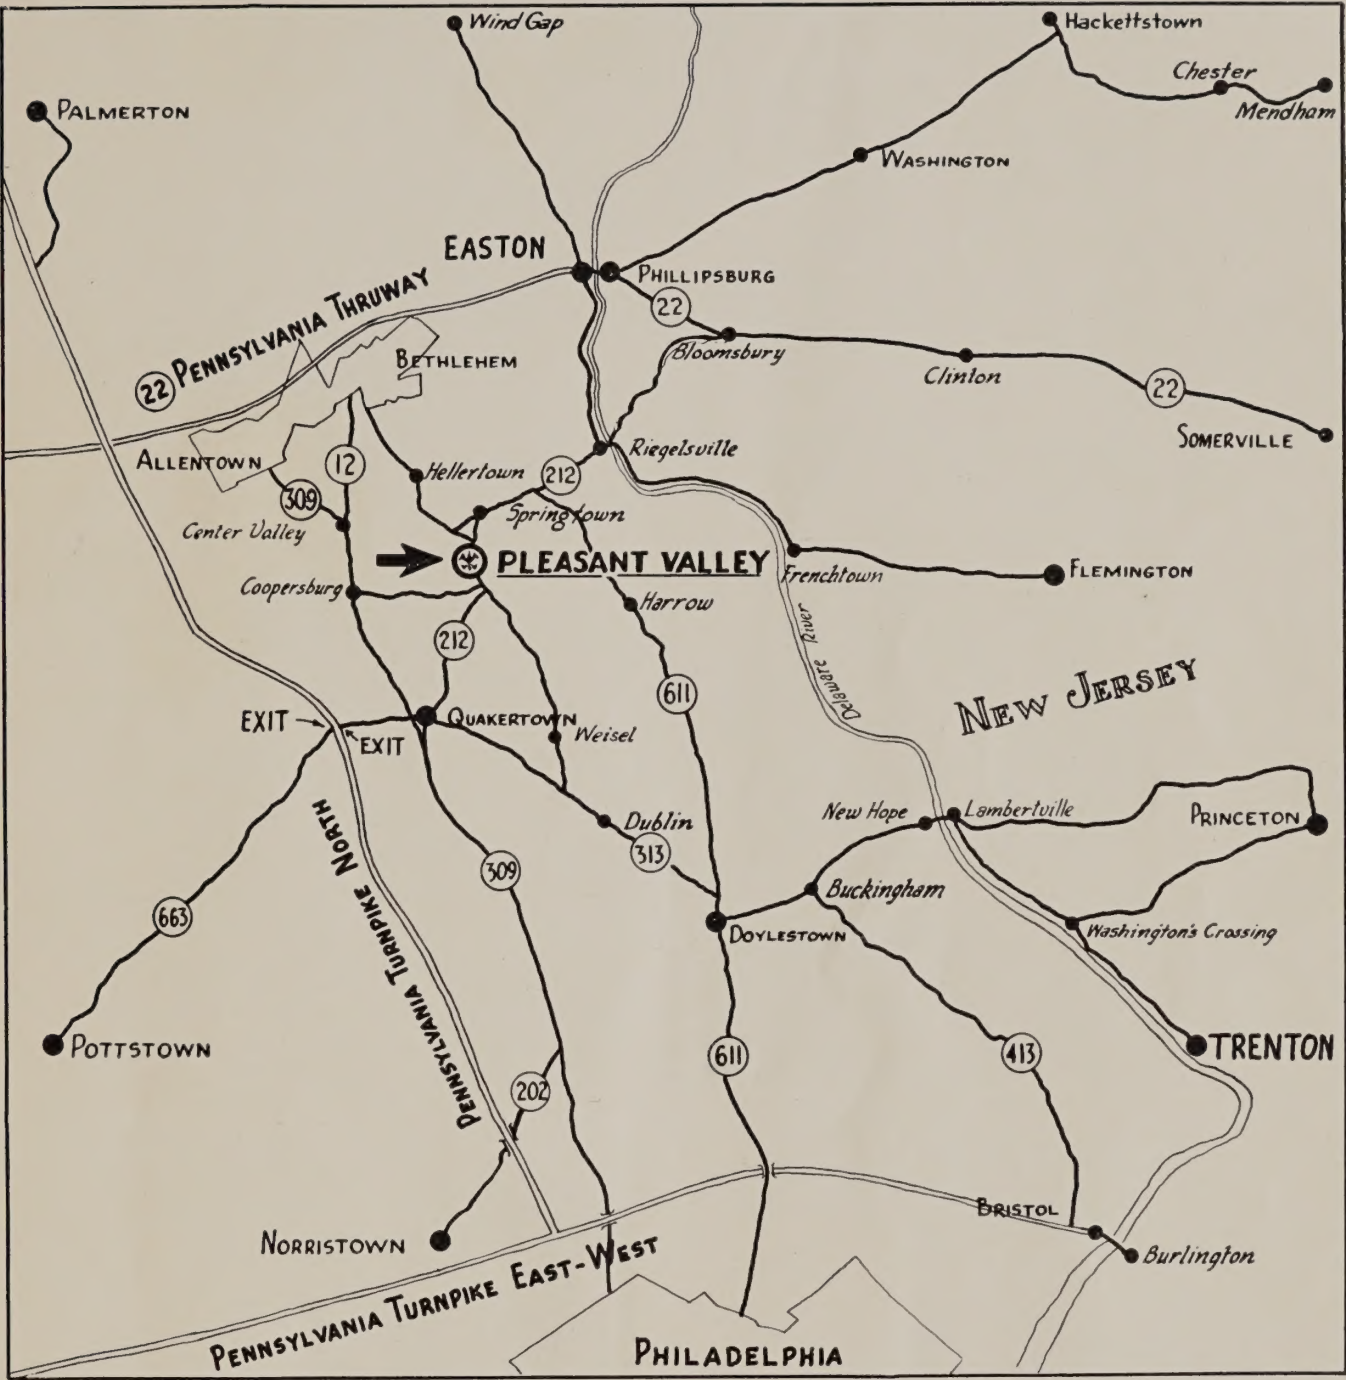 Wind Gap
Hackettstown
Chester
Mendham
PALMERTON
WASHINGTON
EASTON
PHILLIPSBURG
22
22 PENNSYLVANIA THRUWAY
BETHLEHEM
Bloomsbury
Clinton
22
SOMERVILLE
ALLENTOWN
12
Hellertown
212
Riegelsville
309
Springtown
Center Valley
PLEASANT VALLEY
Frenchtown
FLEMINGTON
Coopersburg
Harrow
212
Delaware River
611
NEW JERSEY
EXIT
EXIT
QUAKERTOWN
Weisel
New Hope
Lambertville
PRINCETON
Dublin
313
309
PENNSYLVANIA TURNPIKE NORTH
Buckingham
663
DOYLESTOWN
Washington's Crossing
POTTSTOWN
611
413
TRENTON
202
BRISTOL
NORRISTOWN
Burlington
PENNSYLVANIA TURNPIKE EAST-WEST
PHILADELPHIA